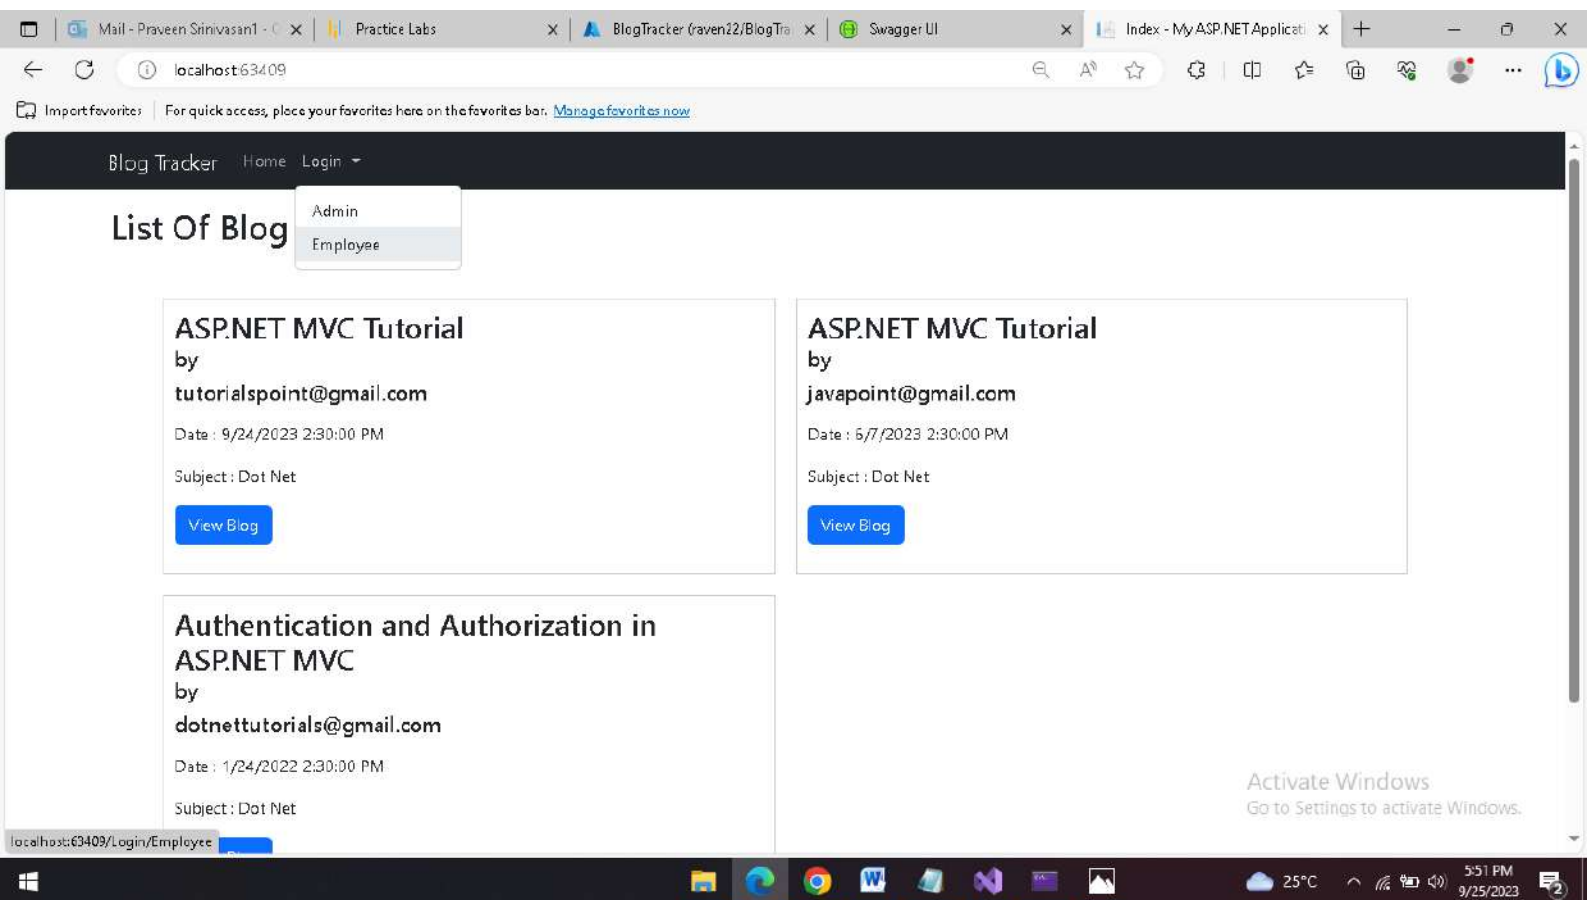 Mail - Praveen Srinivasan1 - O
Practice Labs
BlogTracker (raven22/BlogTra
Swagger UI
Index - My ASP.NET Applicati
localhost:63409
Import favorites
For quick access, place your favorites here on the favorites bar. Manage favorites now
Blog Tracker Home Login
Admin
Employee
List Of Blog
ASP.NET MVC Tutorial
by
tutorialspoint@gmail.com
Date : 9/24/2023 2:30:00 PM
Subject : Dot Net
View Blog
ASP.NET MVC Tutorial
by
javapoint@gmail.com
Date : 6/7/2023 2:30:00 PM
Subject : Dot Net
View Blog
Authentication and Authorization in
ASP.NET MVC
by
dotnettutorials@gmail.com
Date : 1/24/2022 2:30:00 PM
Subject : Dot Net
Activate Windows
Go to Settings to activate Windows.
localhost:63409/Login/Employee
25°C
5:51 PM
9/25/2023
2